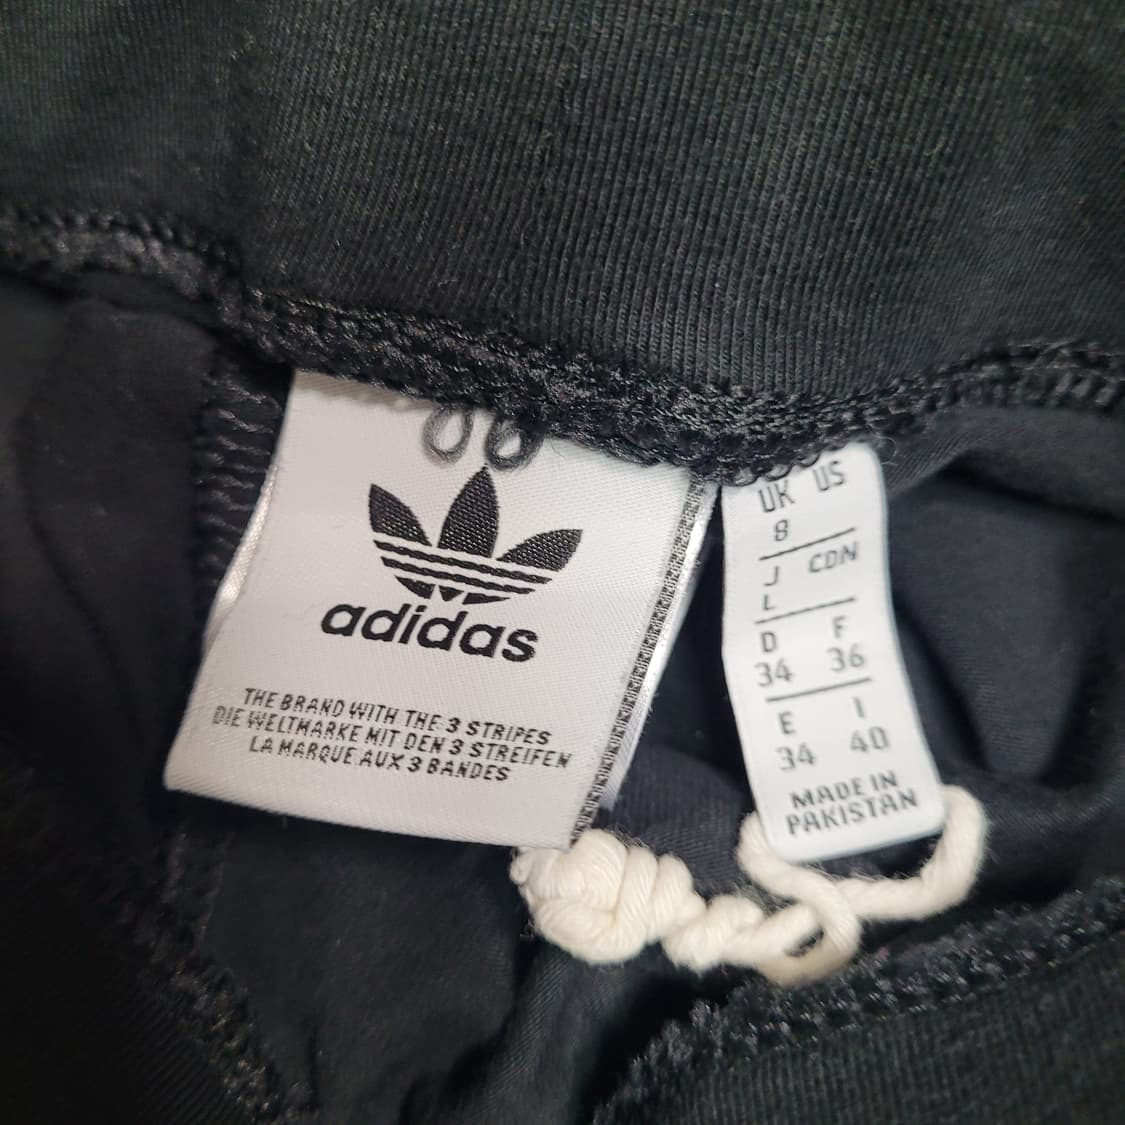 adidas
THE BRAND WITH THE 3 STRIPES
DIE WELTMARKE MIT DEN 3 STREIFEN
LA MARQUE AUX 3 BANDES
UK US
8
J CDN
L
D F
34 36
E I
34 40
MADE IN
PAKISTAN